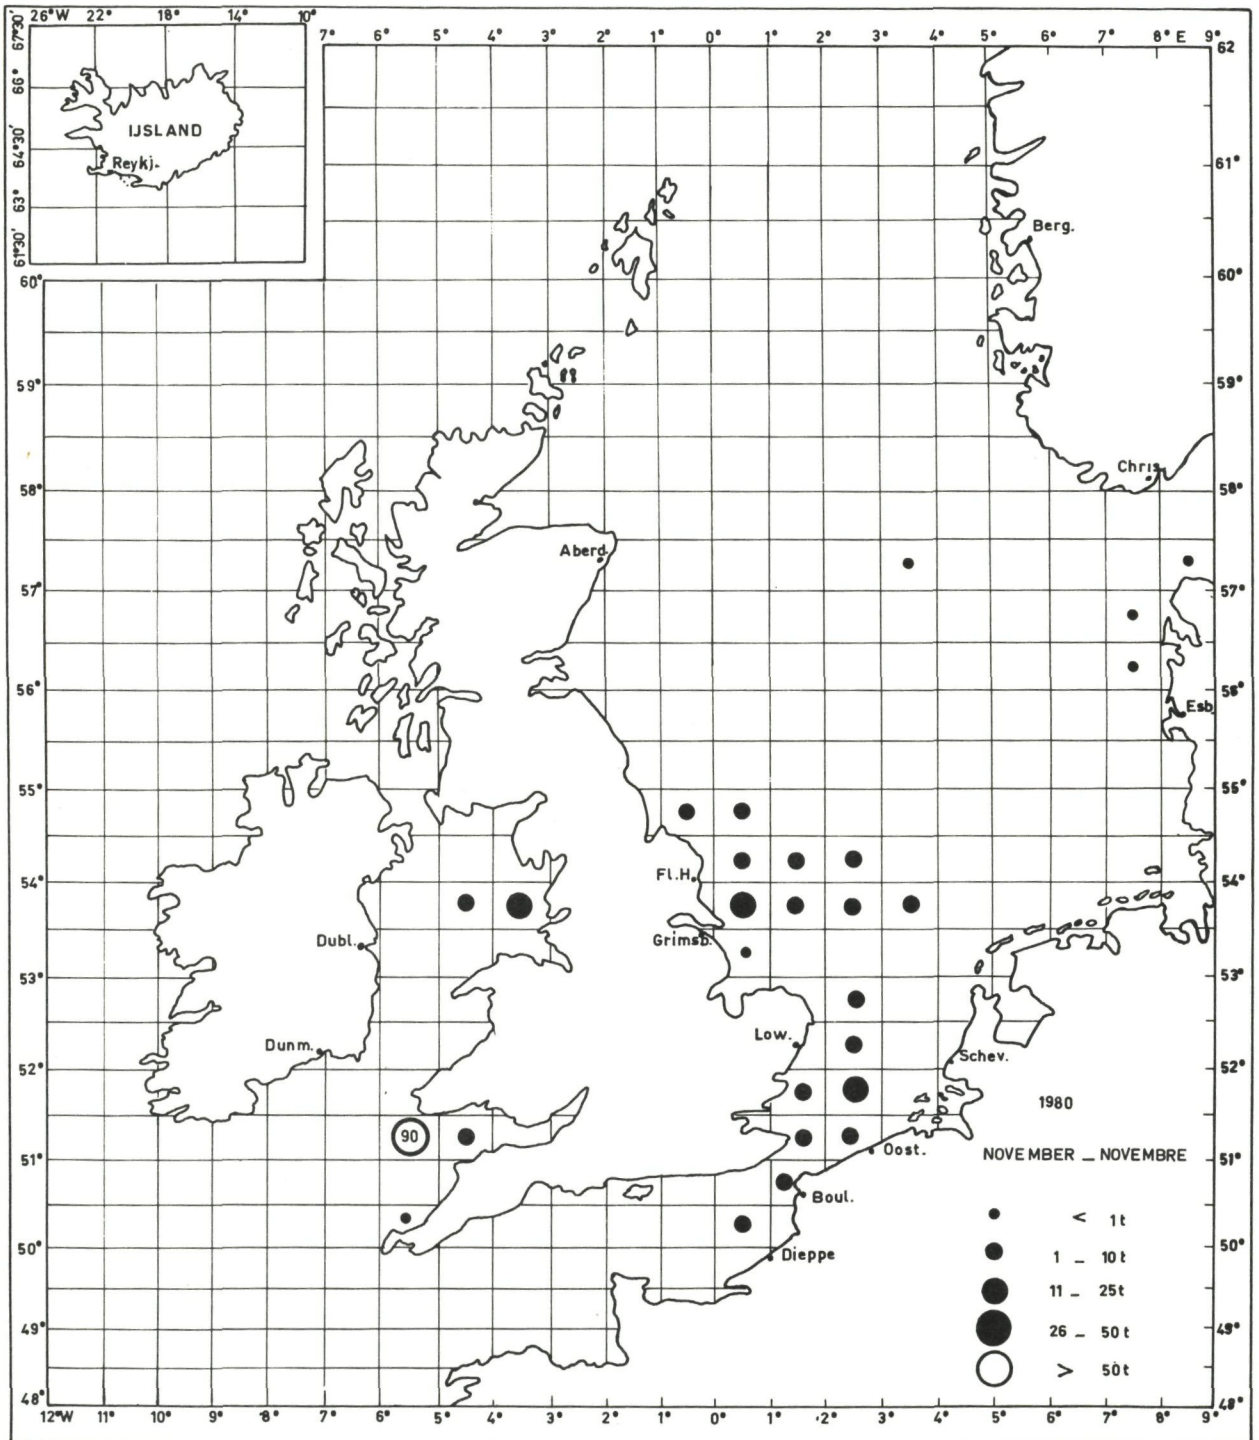 26°W 22° 18° 14° 10°
67°30'
66°
64°30'
63°
61°30'
IJSLAND
Reykj.
7° 6° 5° 4° 3° 2° 1° 0° 1° 2° 3° 4° 5° 6° 7° 8° E 9°
62
61°
Berg.
60° 60°
59° 59°
Chris
58° 58°
Aberd.
57° 57°
56° 56°
Esb
55° 55°
Fl.H.
54° 54°
Dubl.
Grimsb.
53° 53°
Low.
Dunm.
Schev.
52° 52°
1980
90
Oost.
51° 51°
NOVEMBER _ NOVEMBRE
Boul.
< 1t
50° 50°
Dieppe
1 _ 10t
11 _ 25t
49° 49°
26 _ 50t
> 50t
48° 48°
12°W 11° 10° 9° 8° 7° 6° 5° 4° 3° 2° 1° 0° 1° 2° 3° 4° 5° 6° 7° 8° 9°